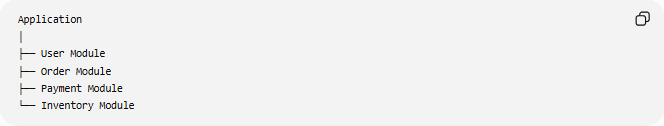 Application
│
├── User Module
├── Order Module
├── Payment Module
└── Inventory Module